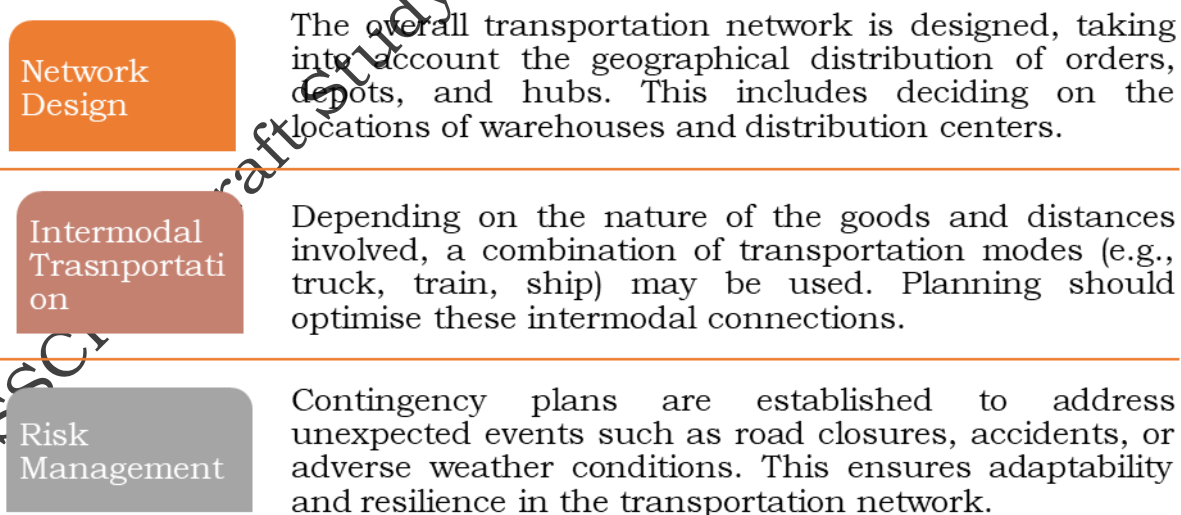 Network
Design
The overall transportation network is designed, taking
into account the geographical distribution of orders,
depots, and hubs. This includes deciding on the
locations of warehouses and distribution centers.
Intermodal
Trasnportati
on
Depending on the nature of the goods and distances
involved, a combination of transportation modes (e.g.,
truck, train, ship) may be used. Planning should
optimise these intermodal connections.
Risk
Management
Contingency plans are established to address
unexpected events such as road closures, accidents, or
adverse weather conditions. This ensures adaptability
and resilience in the transportation network.
Study